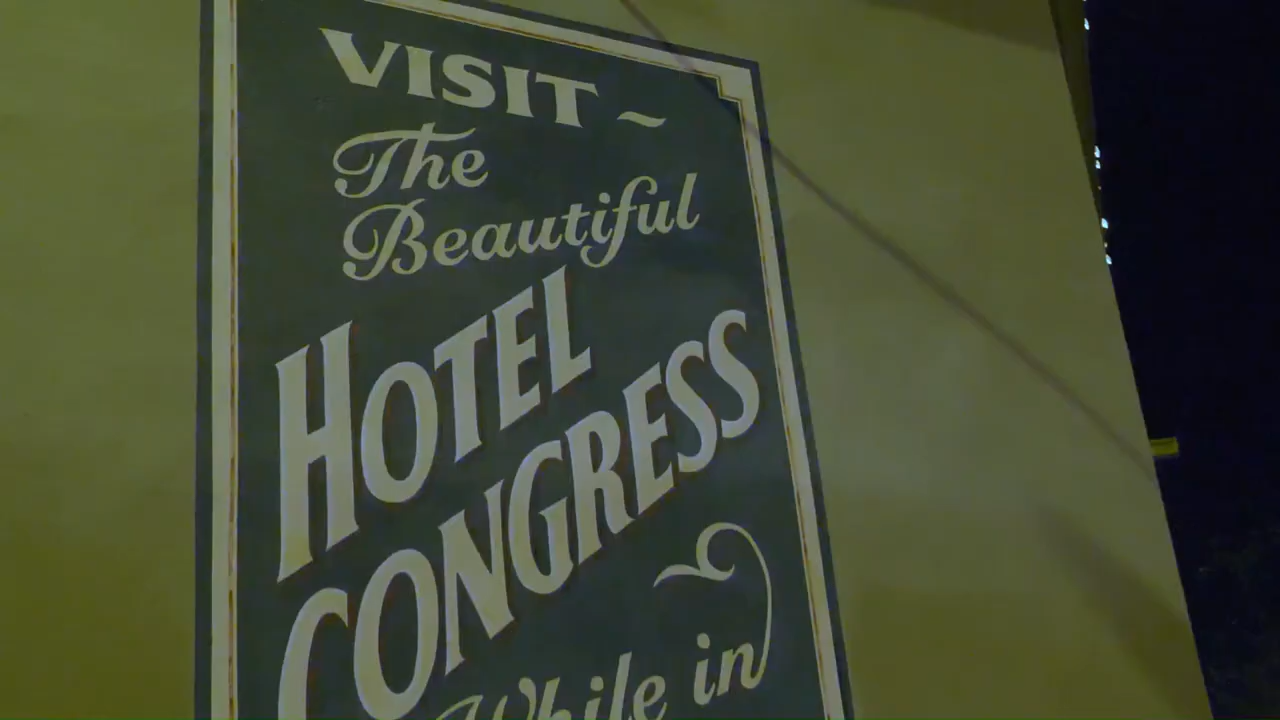 VISIT ~
The
Beautiful
HOTEL
CONGRESS
While in